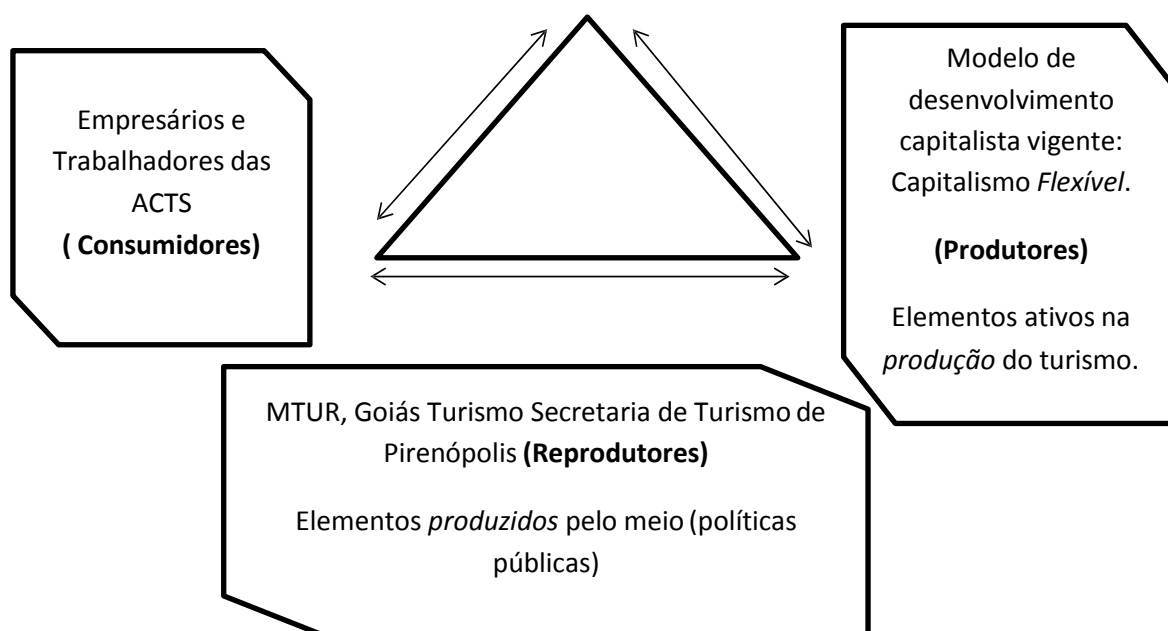 Empresários e
Trabalhadores das
ACTS
( Consumidores)
Modelo de
desenvolvimento
capitalista vigente:
Capitalismo Flexível.
(Produtores)
Elementos ativos na
produção do turismo.
MTUR, Goiás Turismo Secretaria de Turismo de
Pirenópolis (Reprodutores)
Elementos produzidos pelo meio (políticas
públicas)